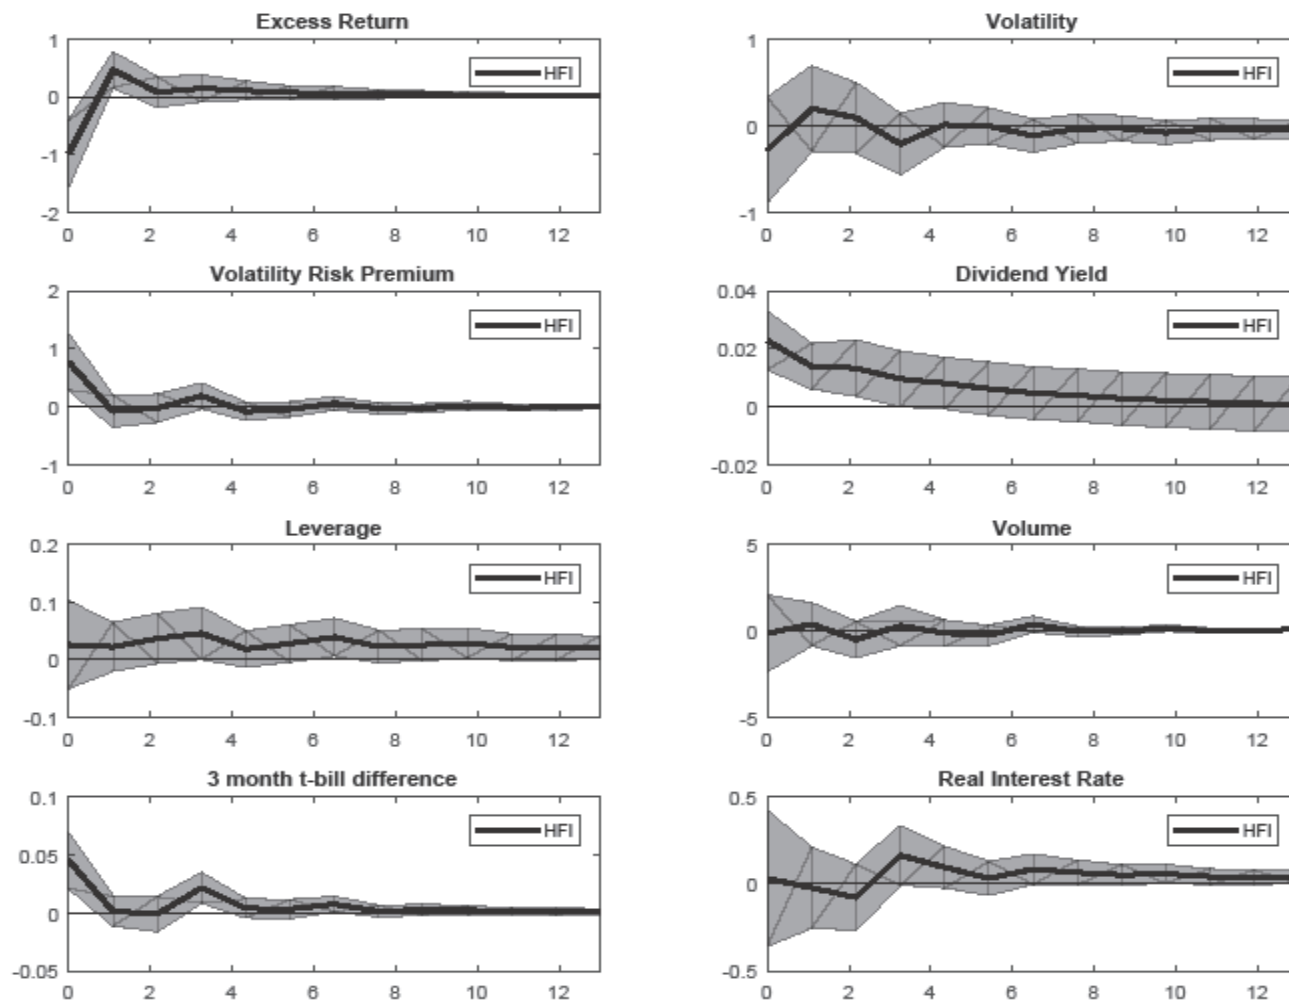 Excess Return
1
HFI
0
-1
-2
0 2 4 6 8 10 12
Volatility
1
HFI
0
-1
0 2 4 6 8 10 12
Volatility Risk Premium
2
HFI
1
0
-1
0 2 4 6 8 10 12
Dividend Yield
0.04
HFI
0.02
0
-0.02
0 2 4 6 8 10 12
Leverage
0.2
HFI
0.1
0
-0.1
0 2 4 6 8 10 12
Volume
5
HFI
0
-5
0 2 4 6 8 10 12
3 month t-bill difference
0.1
HFI
0.05
0
-0.05
0 2 4 6 8 10 12
Real Interest Rate
0.5
HFI
0
-0.5
0 2 4 6 8 10 12